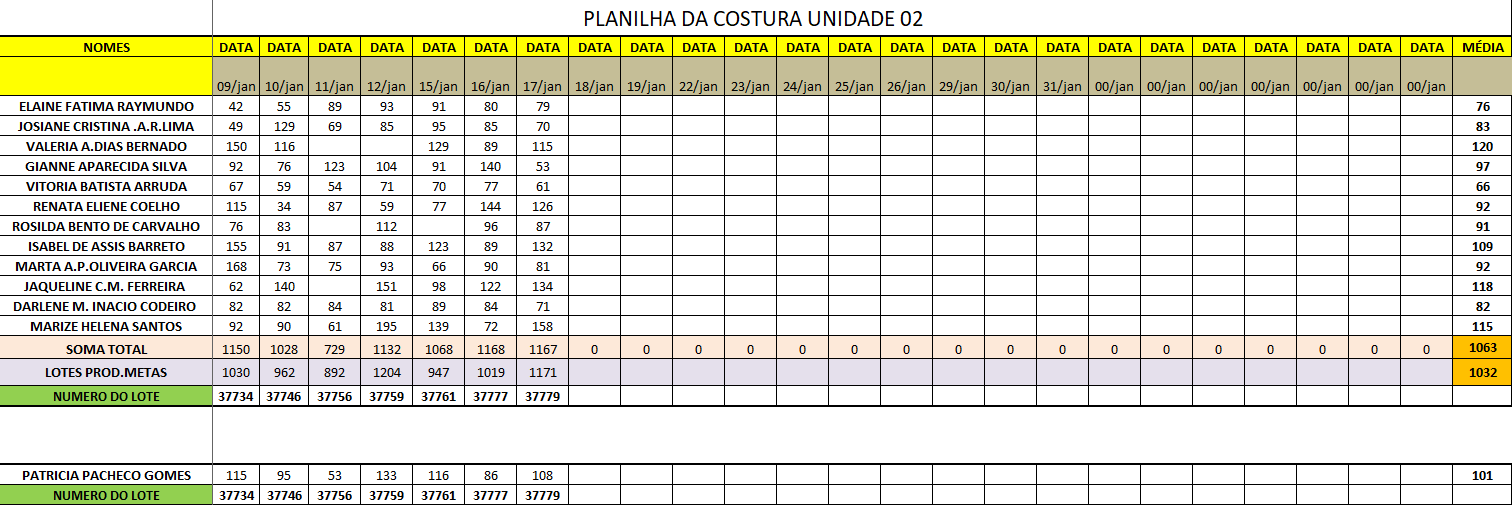 PLANILHA DA COSTURA UNIDADE 02
NOMES DATA DATA DATA DATA DATA DATA DATA DATA DATA DATA DATA DATA DATA DATA DATA DATA DATA DATA DATA DATA DATA DATA DATA DATA MÉDIA
09/jan 10/jan 11/jan 12/jan 15/jan 16/jan 17/jan 18/jan 19/jan 22/jan 23/jan 24/jan 25/jan 26/jan 29/jan 30/jan 31/jan 00/jan 00/jan 00/jan 00/jan 00/jan 00/jan 00/jan
ELAINE FATIMA RAYMUNDO 42 55 89 93 91 80 79 76
JOSIANE CRISTINA .A.R.LIMA 49 129 69 85 95 85 70 83
VALERIA A.DIAS BERNADO 150 116 129 89 115 120
GIANNE APARECIDA SILVA 92 76 123 104 91 140 53 97
VITORIA BATISTA ARRUDA 67 59 54 71 70 77 61 66
RENATA ELIENE COELHO 115 34 87 59 77 144 126 92
ROSILDA BENTO DE CARVALHO 76 83 112 96 87 91
ISABEL DE ASSIS BARRETO 155 91 87 88 123 89 132 109
MARTA A.P.OLIVEIRA GARCIA 168 73 75 93 66 90 81 92
JAQUELINE C.M. FERREIRA 62 140 151 98 122 134 118
DARLENE M. INACIO CODEIRO 82 82 84 81 89 84 71 82
MARIZE HELENA SANTOS 92 90 61 195 139 72 158 115
SOMA TOTAL 1150 1028 729 1132 1068 1168 1167 0 0 0 0 0 0 0 0 0 0 0 0 0 0 0 0 0 1063
LOTES PROD.METAS 1030 962 892 1204 947 1019 1171 1032
NUMERO DO LOTE 37734 37746 37756 37759 37761 37777 37779
PATRICIA PACHECO GOMES 115 95 53 133 116 86 108 101
NUMERO DO LOTE 37734 37746 37756 37759 37761 37777 37779